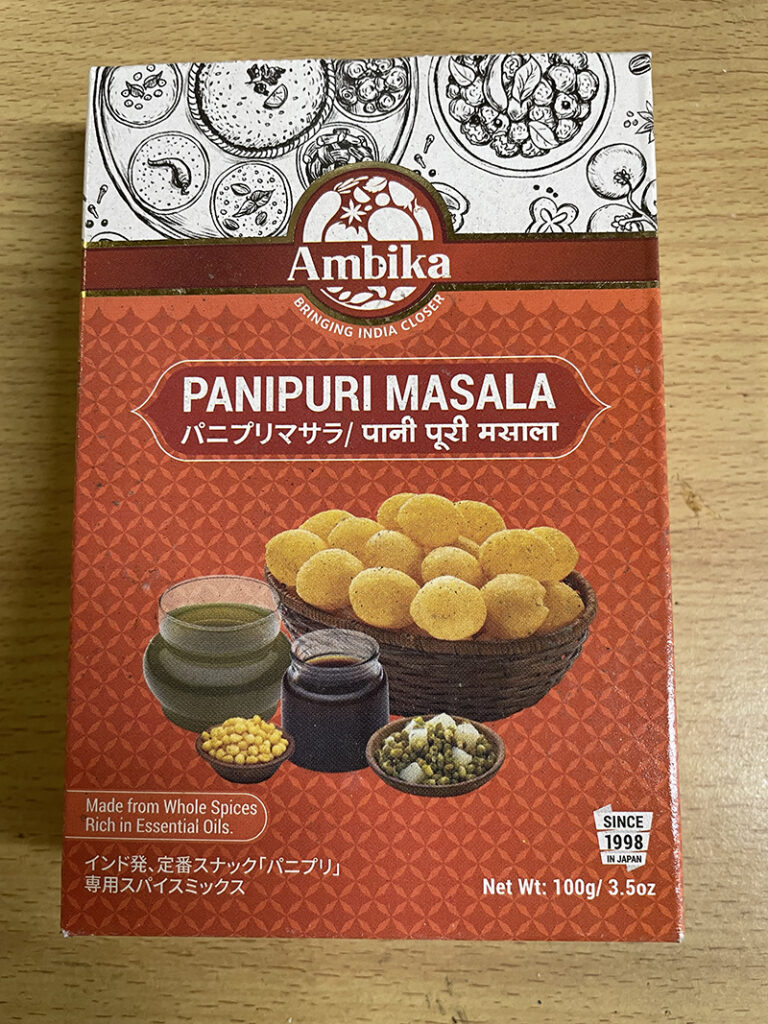 Ambika
BRINGING INDIA CLOSER
PANIPURI MASALA
パニプリマサラ/ पानी पूरी मसाला
Made from Whole Spices
Rich in Essential Oils.
インド発、定番スナック「パニプリ」
専用スパイスミックス
SINCE
1998
IN JAPAN
Net Wt: 100g/ 3.5oz